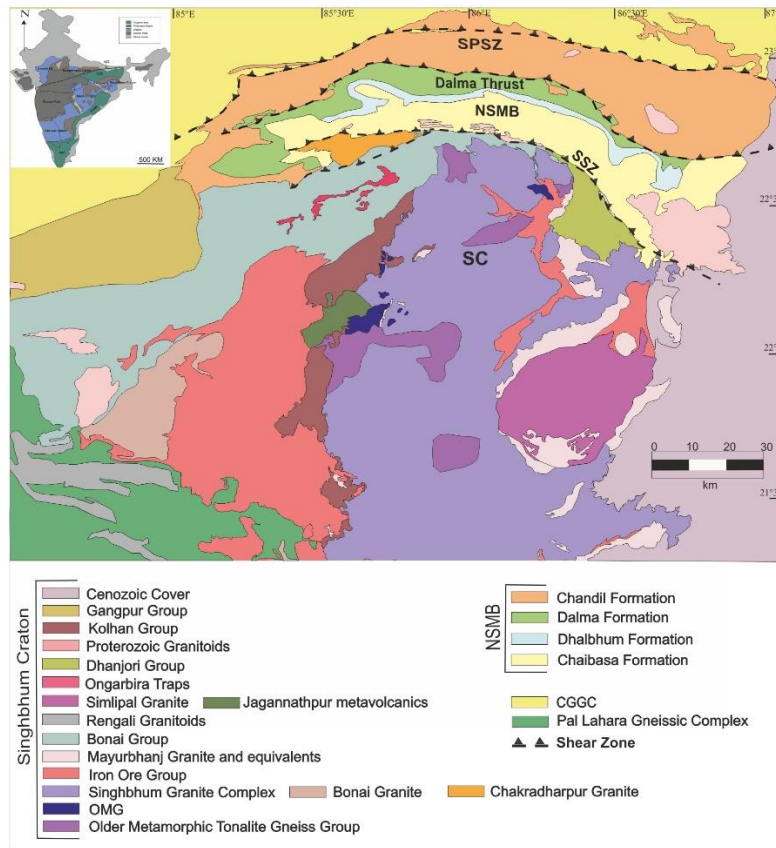 85°E 85°30'E 86°E 86°30'E
N
500 KM
SPSZ
Dalma Thrust
NSMB
SSZ
SC
0 10 20 30
km
Singhbhum Craton
Cenozoic Cover
Gangpur Group
Kolhan Group
Proterozoic Granitoids
Dhanjori Group
Ongarbira Traps
Simlipal Granite Jagannathpur metavolcanics
Rengali Granitoids
Bonai Group
Mayurbhanj Granite and equivalents
Iron Ore Group
Singhbhum Granite Complex Bonai Granite Chakradharpur Granite
OMG
Older Metamorphic Tonalite Gneiss Group
NSMB
Chandil Formation
Dalma Formation
Dhalbhum Formation
Chaibasa Formation
CGGC
Pal Lahara Gneissic Complex
Shear Zone